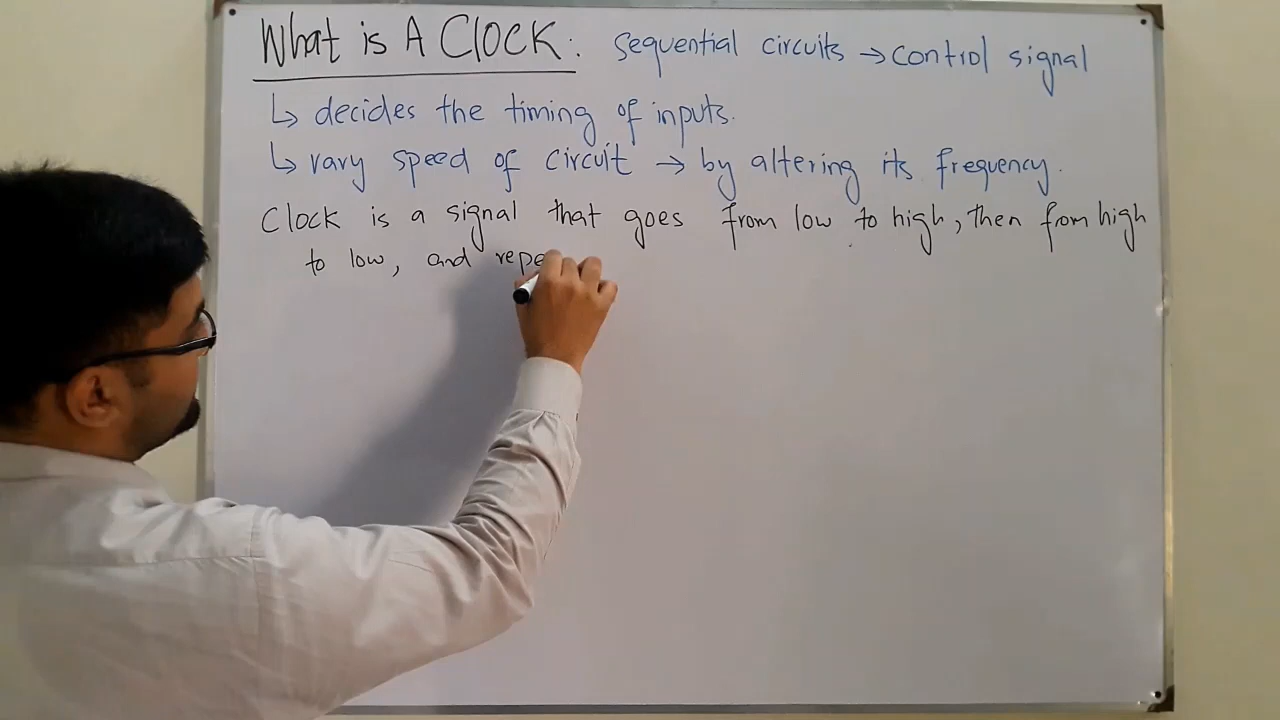 What is A Clock: sequential circuits → control signal
↳ decides the timing of inputs.
↳ vary speed of circuit → by altering its frequency.
Clock is a signal that goes from low to high, then from high
to low, and repe